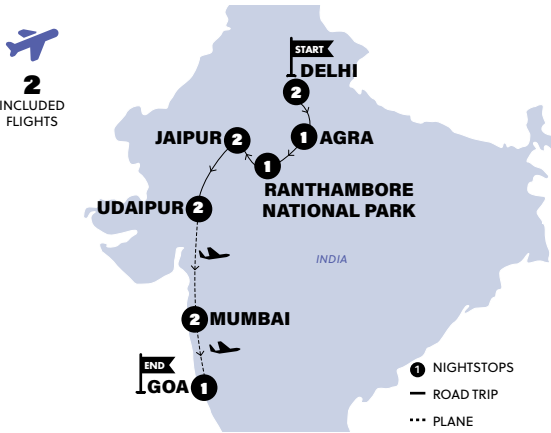 2
INCLUDED
FLIGHTS
START
DELHI
2
1 AGRA
JAIPUR 2
1
RANTHAMBORE
NATIONAL PARK
UDAIPUR 2
INDIA
2 MUMBAI
END
GOA 1
1 NIGHTSTOPS
ROAD TRIP
PLANE